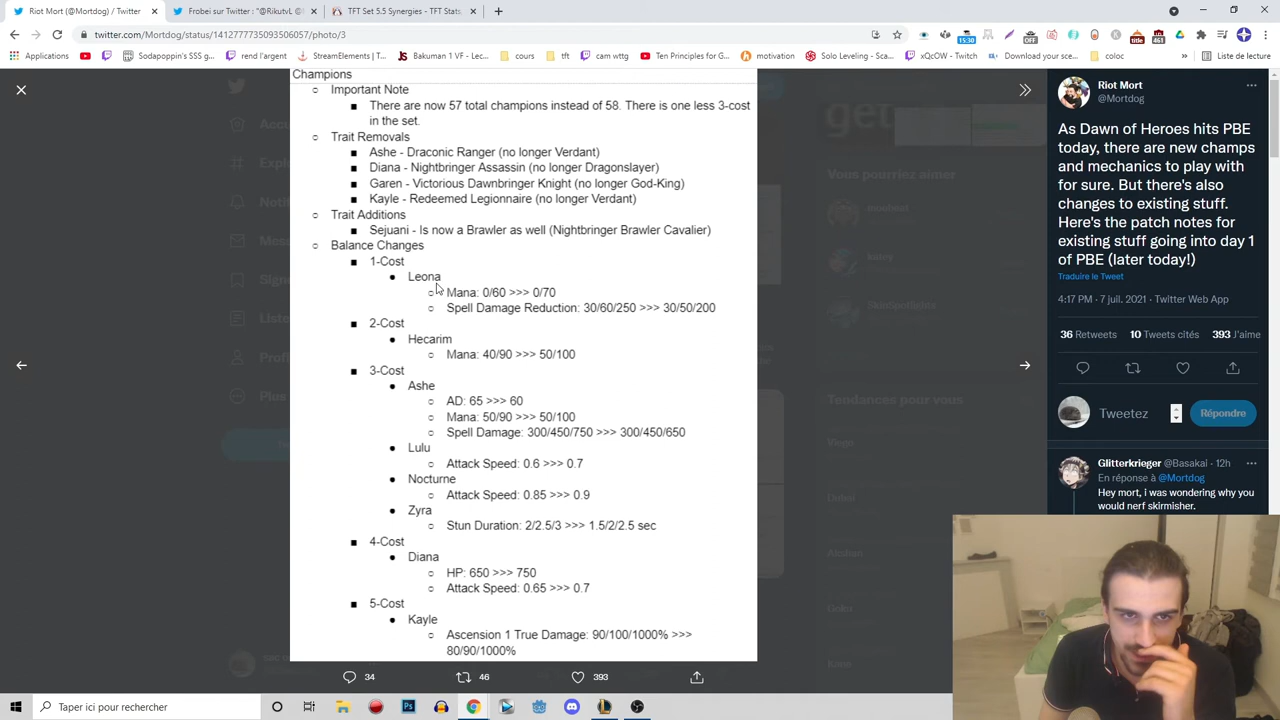 Riot Mort (@Mortdog) / Twitter
Frobei sur Twitter : "@RikutvL @
TFT Set 5.5 Synergies - TFT Stats
twitter.com/Mortdog/status/1412777735093506057/photo/3
Applications
Sodapoppin's SSS g...
rend l'argent
StreamElements | T...
Bakuman 1 VF - Lec...
cours
tft
cam wttg
Ten Principles for G...
motivation
Solo Leveling - Sca...
xQcOW - Twitch
Download your sce...
coloc
Liste de lecture
Champions
Important Note
There are now 57 total champions instead of 58. There is one less 3-cost
in the set.
Trait Removals
Ashe - Draconic Ranger (no longer Verdant)
Diana - Nightbringer Assassin (no longer Dragonslayer)
Garen - Victorious Dawnbringer Knight (no longer God-King)
Kayle - Redeemed Legionnaire (no longer Verdant)
Trait Additions
Sejuani - Is now a Brawler as well (Nightbringer Brawler Cavalier)
Balance Changes
1-Cost
Leona
Mana: 0/60 >>> 0/70
Spell Damage Reduction: 30/60/250 >>> 30/50/200
2-Cost
Hecarim
Mana: 40/90 >>> 50/100
3-Cost
Ashe
AD: 65 >>> 60
Mana: 50/90 >>> 50/100
Spell Damage: 300/450/750 >>> 300/450/650
Lulu
Attack Speed: 0.6 >>> 0.7
Nocturne
Attack Speed: 0.85 >>> 0.9
Zyra
Stun Duration: 2/2.5/3 >>> 1.5/2/2.5 sec
4-Cost
Diana
HP: 650 >>> 750
Attack Speed: 0.65 >>> 0.7
5-Cost
Kayle
Ascension 1 True Damage: 90/100/1000% >>>
80/90/1000%
34
46
393
Vous pourriez aimer
SkinSpotlights
Tendances pour vous
Viego
Akshan
Riot Mort
@Mortdog
As Dawn of Heroes hits PBE
today, there are new champs
and mechanics to play with
for sure. But there's also
changes to existing stuff.
Here's the patch notes for
existing stuff going into day 1
of PBE (later today!)
Traduire le Tweet
4:17 PM · 7 juil. 2021 · Twitter Web App
36 Retweets 10 Tweets cités 393 J'aime
Tweetez
Répondre
Glitterkrieger @Basakai · 12h
En réponse à @Mortdog
Hey mort, i was wondering why you
would nerf skirmisher.
Taper ici pour rechercher